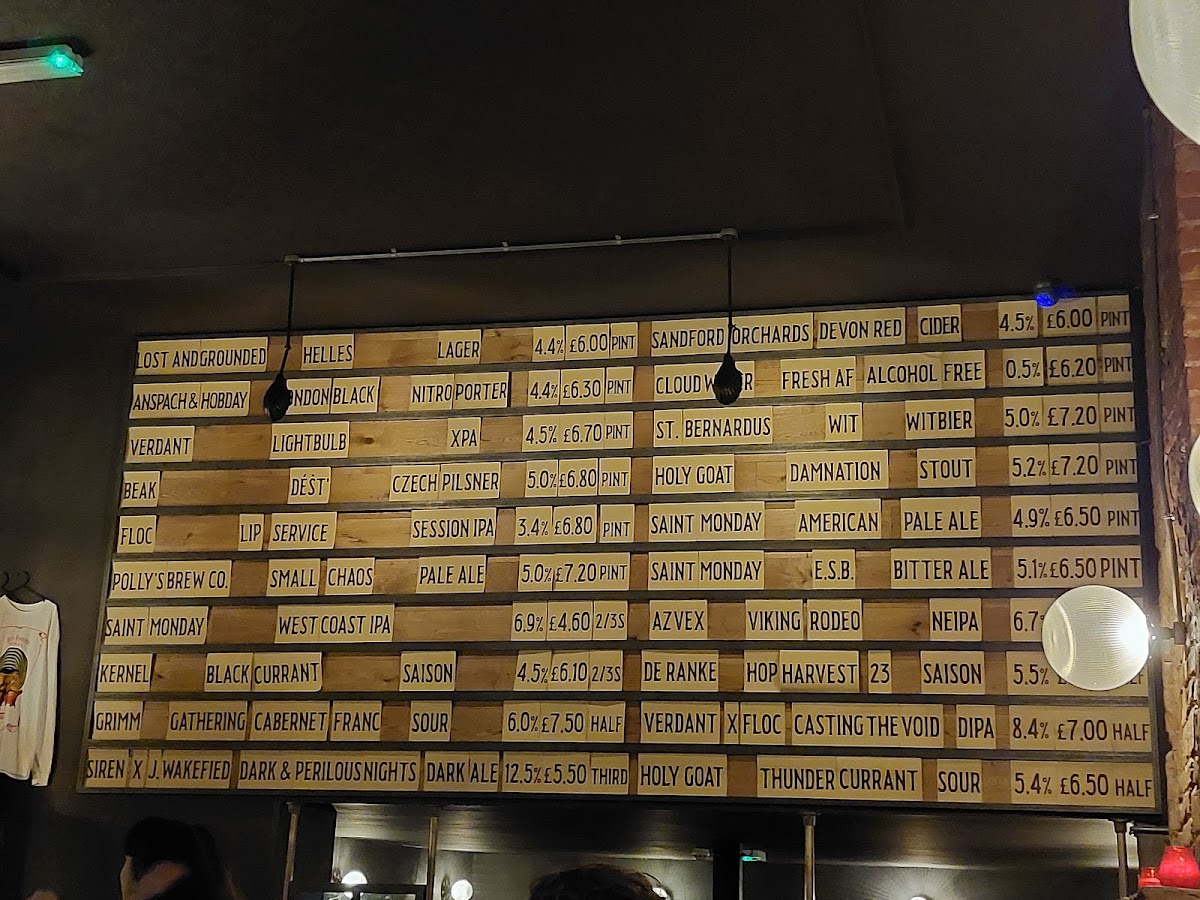 LOST AND GROUNDED HELLES LAGER 4.4% £6.00 PINT
ANSPACH & HOBDAY BLACK NITRO PORTER 4.4% £6.30 PINT
VERDANT LIGHTBULB XPA 4.5% £6.70 PINT
BEAK DÉŠŤ CZECH PILSNER 5.0% £6.80 PINT
FLOC LIP SERVICE SESSION IPA 3.4% £6.80 PINT
POLLY'S BREW CO. SMALL CHAOS PALE ALE 5.0% £7.20 PINT
SAINT MONDAY WEST COAST IPA 6.9% £4.60 2/3S
KERNEL BLACK CURRANT SAISON 4.5% £6.10 2/3S
GRIMM GATHERING CABERNET FRANC SOUR 6.0% £7.50 HALF
SIREN X J.WAKEFIED DARK & PERILOUS NIGHTS DARK ALE 12.5% £5.50 THIRD
SANDFORD ORCHARDS DEVON RED CIDER 4.5% £6.00 PINT
CLOUD FRESH AF ALCOHOL FREE 0.5% £6.20 PINT
ST. BERNARDUS WIT WITBIER 5.0% £7.20 PINT
HOLY GOAT DAMNATION STOUT 5.2% £7.20 PINT
SAINT MONDAY AMERICAN PALE ALE 4.9% £6.50 PINT
SAINT MONDAY E.S.B. BITTER ALE 5.1% £6.50 PINT
AZVEX VIKING RODEO NEIPA
DE RANKE HOP HARVEST 23 SAISON 5.5%
VERDANT X FLOC CASTING THE VOID DIPA 8.4% £7.00 HALF
HOLY GOAT THUNDER CURRANT SOUR 5.4% £6.50 HALF